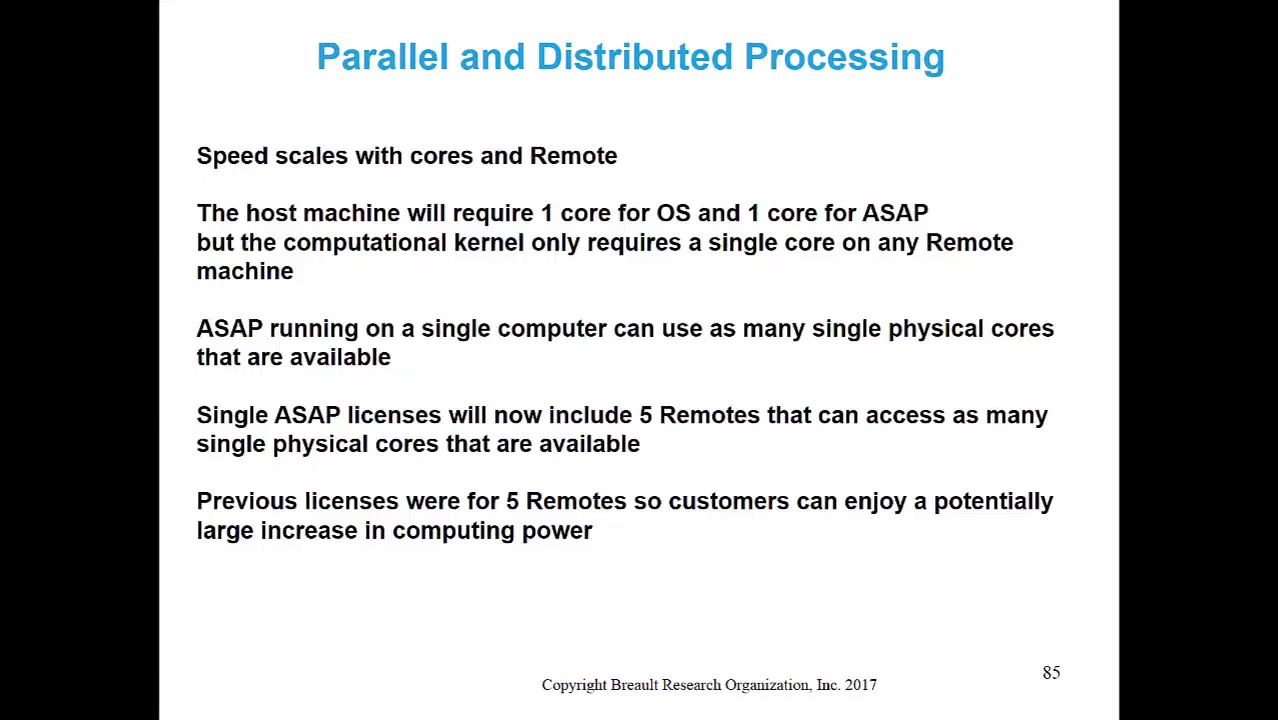 Parallel and Distributed Processing
Speed scales with cores and Remote
The host machine will require 1 core for OS and 1 core for ASAP
but the computational kernel only requires a single core on any Remote
machine
ASAP running on a single computer can use as many single physical cores
that are available
Single ASAP licenses will now include 5 Remotes that can access as many
single physical cores that are available
Previous licenses were for 5 Remotes so customers can enjoy a potentially
large increase in computing power
Copyright Breault Research Organization, Inc. 2017
85